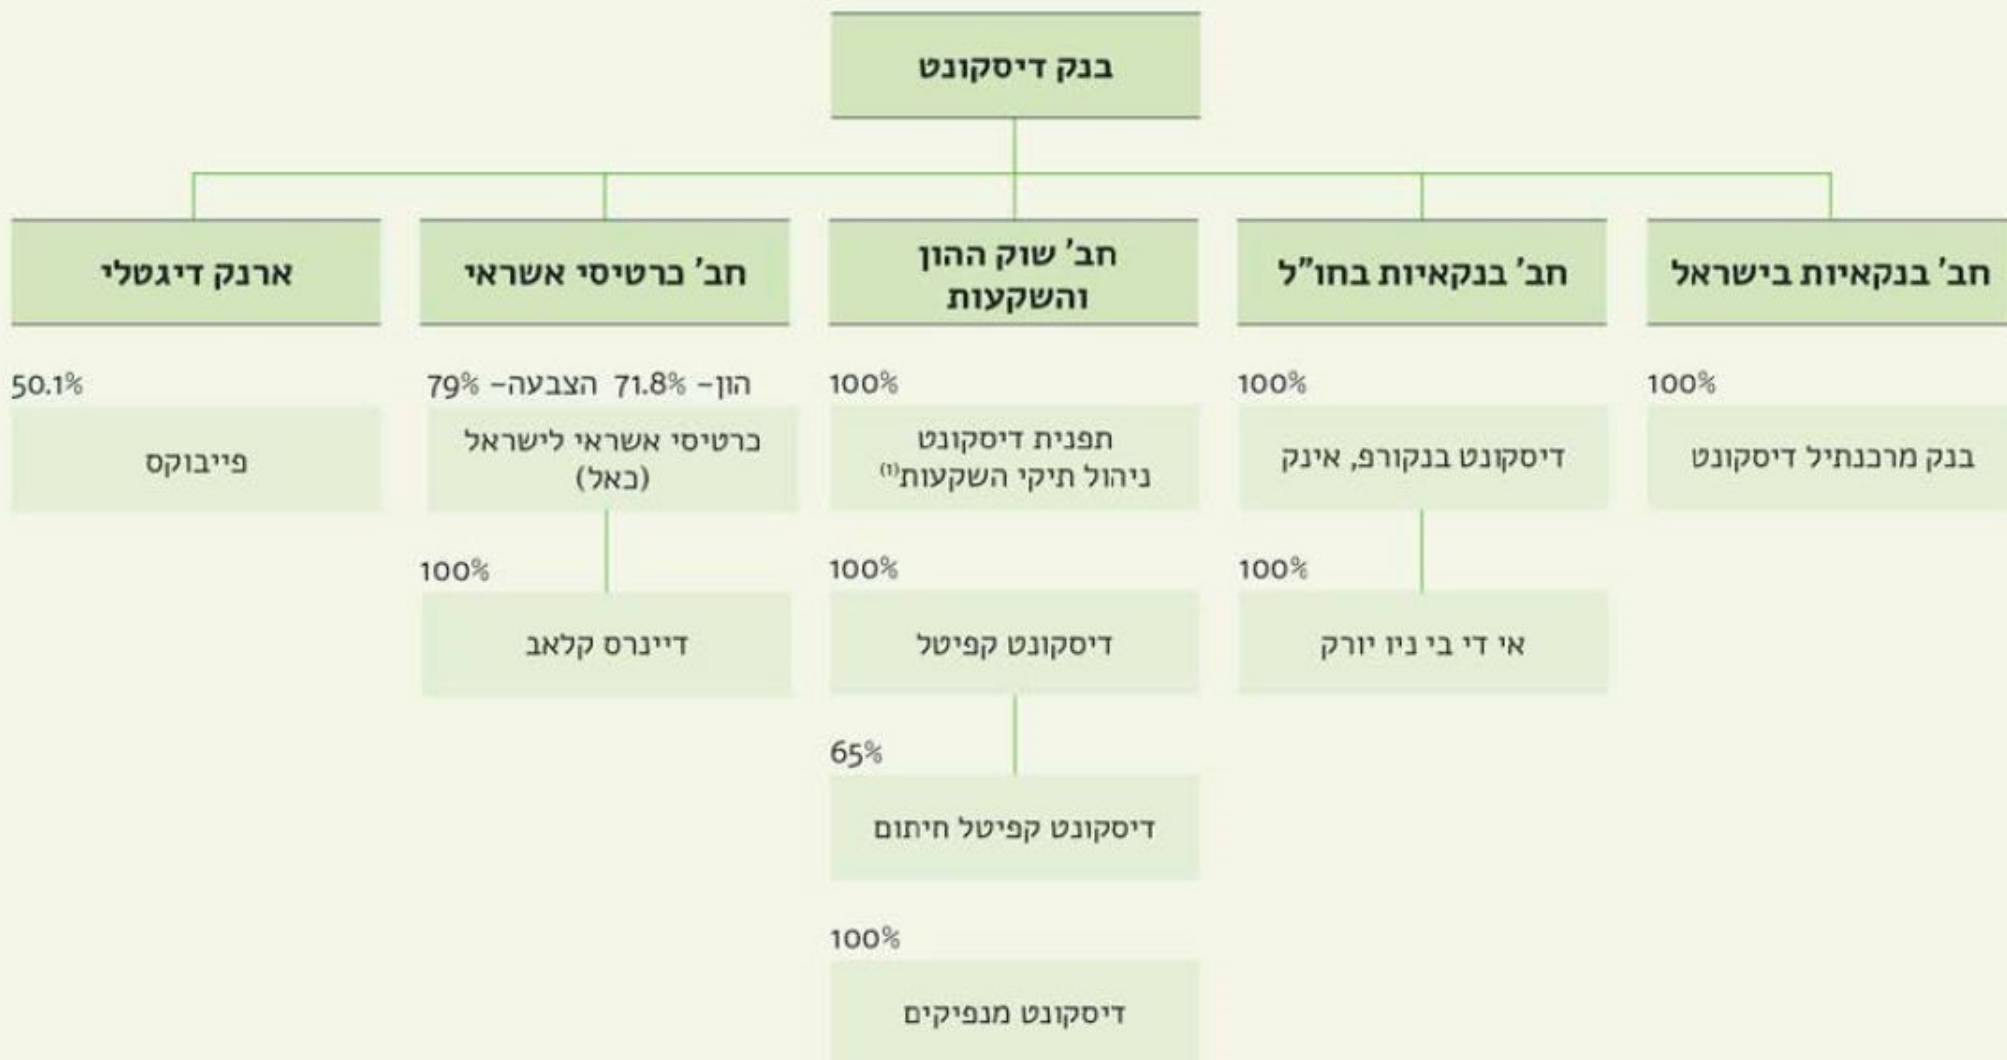 בנק דיסקונט
חב' בנקאיות בישראל
100%
בנק מרכנתיל דיסקונט
חב' בנקאיות בחו"ל
100%
דיסקונט בנקורפ, אינק
100%
אי די בי ניו יורק
חב' שוק ההון
והשקעות
100%
תפנית דיסקונט
ניהול תיקי השקעות(1)
100%
דיסקונט קפיטל
65%
דיסקונט קפיטל חיתום
100%
דיסקונט מנפיקים
חב' כרטיסי אשראי
הון- 71.8% הצבעה- 79%
כרטיסי אשראי לישראל
(כאל)
100%
דיינרס קלאב
ארנק דיגטלי
50.1%
פייבוקס